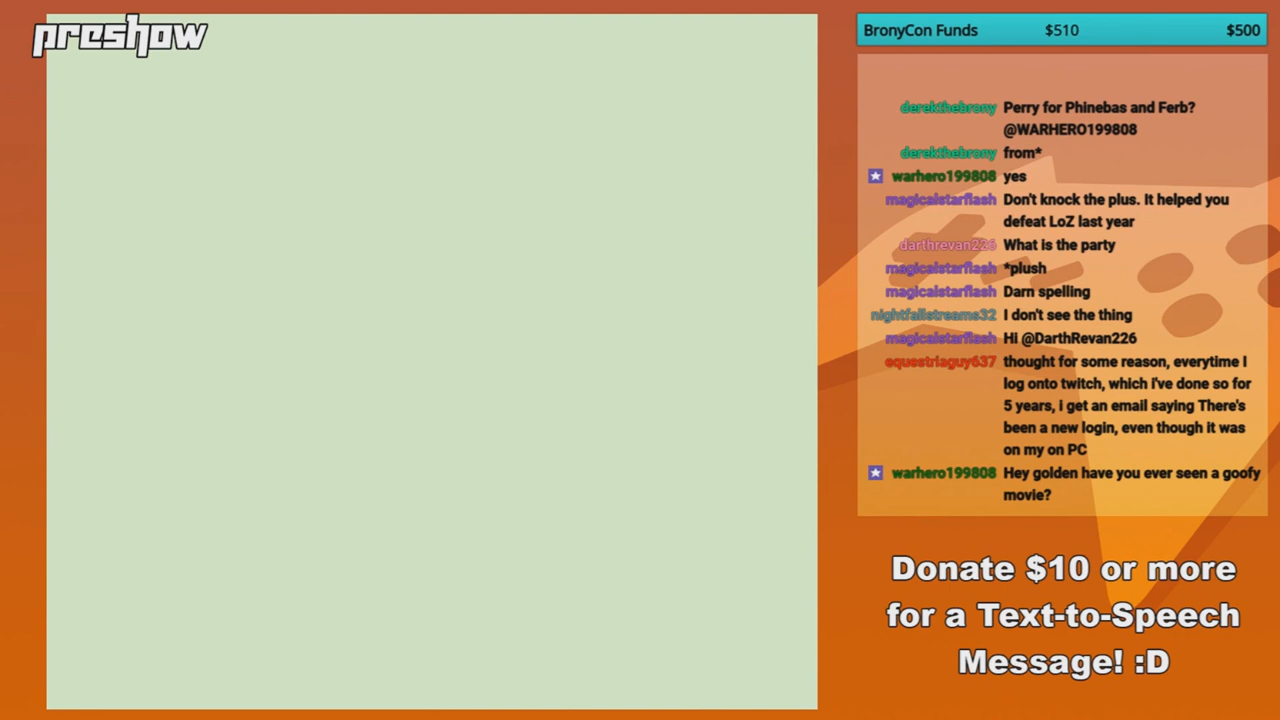 preshow
BronyCon Funds $510 $500
derekthebrony Perry for Phinebas and Ferb?
@WARHERO199808
derekthebrony from*
warhero199808 yes
magicalstarflash Don't knock the plus. It helped you
defeat LoZ last year
darthrevan226 What is the party
magicalstarflash *plush
magicalstarflash Darn spelling
nightfallstreams32 I don't see the thing
magicalstarflash Hi @DarthRevan226
equestriaguy637 thought for some reason, everytime I
log onto twitch, which I've done so for
5 years, i get an email saying There's
been a new login, even though it was
on my on PC
warhero199808 Hey golden have you ever seen a goofy
movie?
Donate $10 or more
for a Text-to-Speech
Message! :D